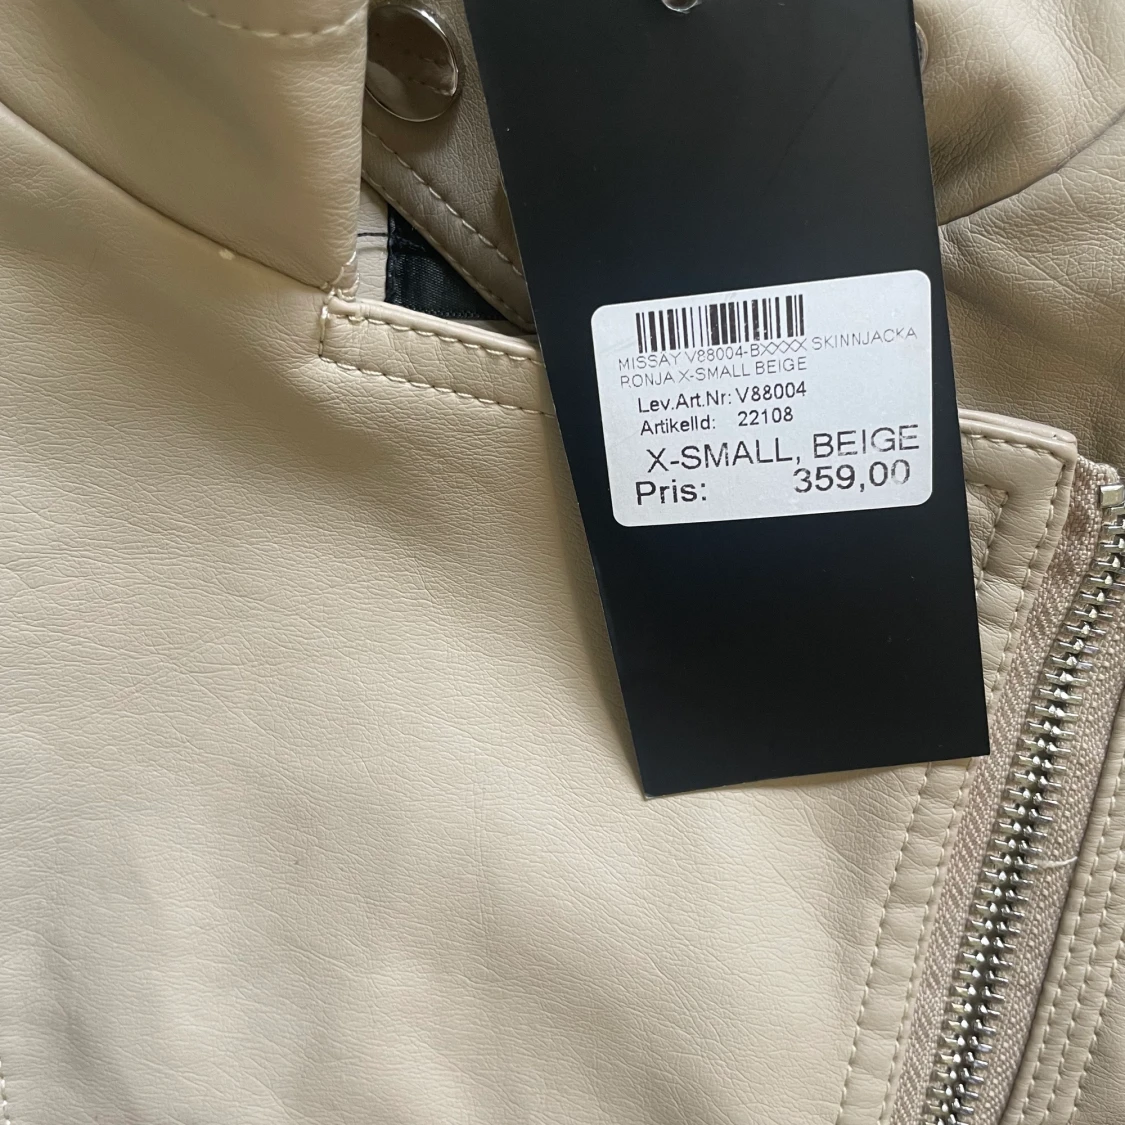 MISSAY V88004-BXXXX SKINNJACKA
RONJA X-SMALL BEIGE
Lev.Art.Nr: V88004
ArtikelId: 22108
X-SMALL, BEIGE
Pris: 359,00